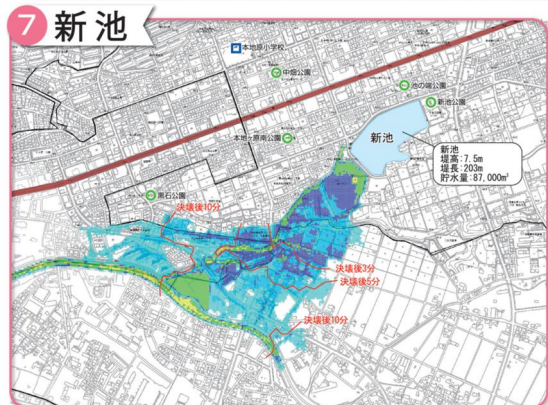 7 新池
本地原小学校
中畑公園
池の端公園
新池公園
新池
本地ヶ原南公園
新池
堤高:7.5m
堤長:203m
貯水量:87,000㎥
黒石公園
決壊後10分
決壊後3分
決壊後5分
決壊後10分